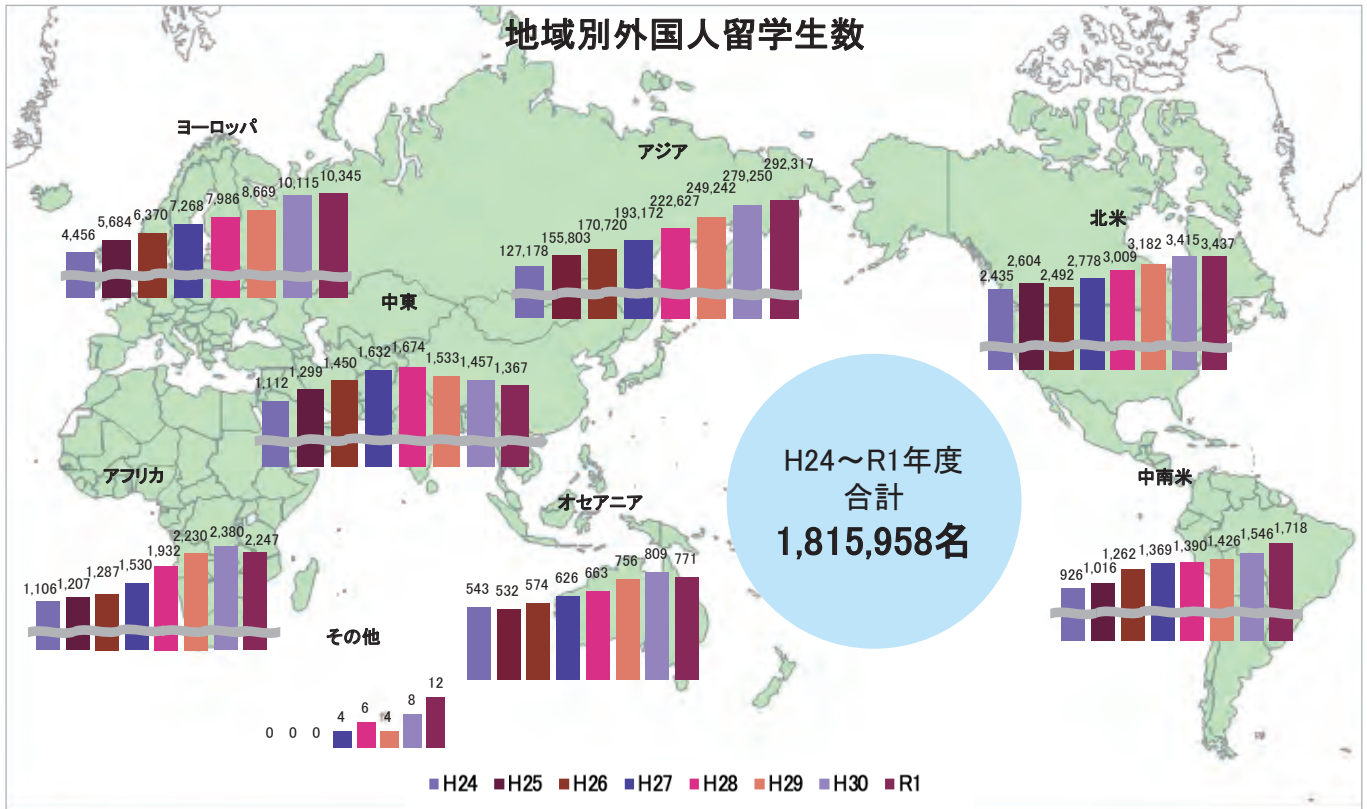 地域別外国人留学生数
ヨーロッパ
4,456 5,684 6,370 7,268 7,986 8,669 10,115 10,345
アジア
127,178 155,803 170,720 193,172 222,627 249,242 279,250 292,317
北米
2,435 2,604 2,492 2,778 3,009 3,182 3,415 3,437
中東
1,112 1,299 1,450 1,632 1,674 1,533 1,457 1,367
アフリカ
1,106 1,207 1,287 1,530 1,932 2,230 2,380 2,247
オセアニア
543 532 574 626 663 756 809 771
H24～R1年度
合計
1,815,958名
中南米
926 1,016 1,262 1,369 1,390 1,426 1,546 1,718
その他
0 0 0 4 6 4 8 12
H24 H25 H26 H27 H28 H29 H30 R1